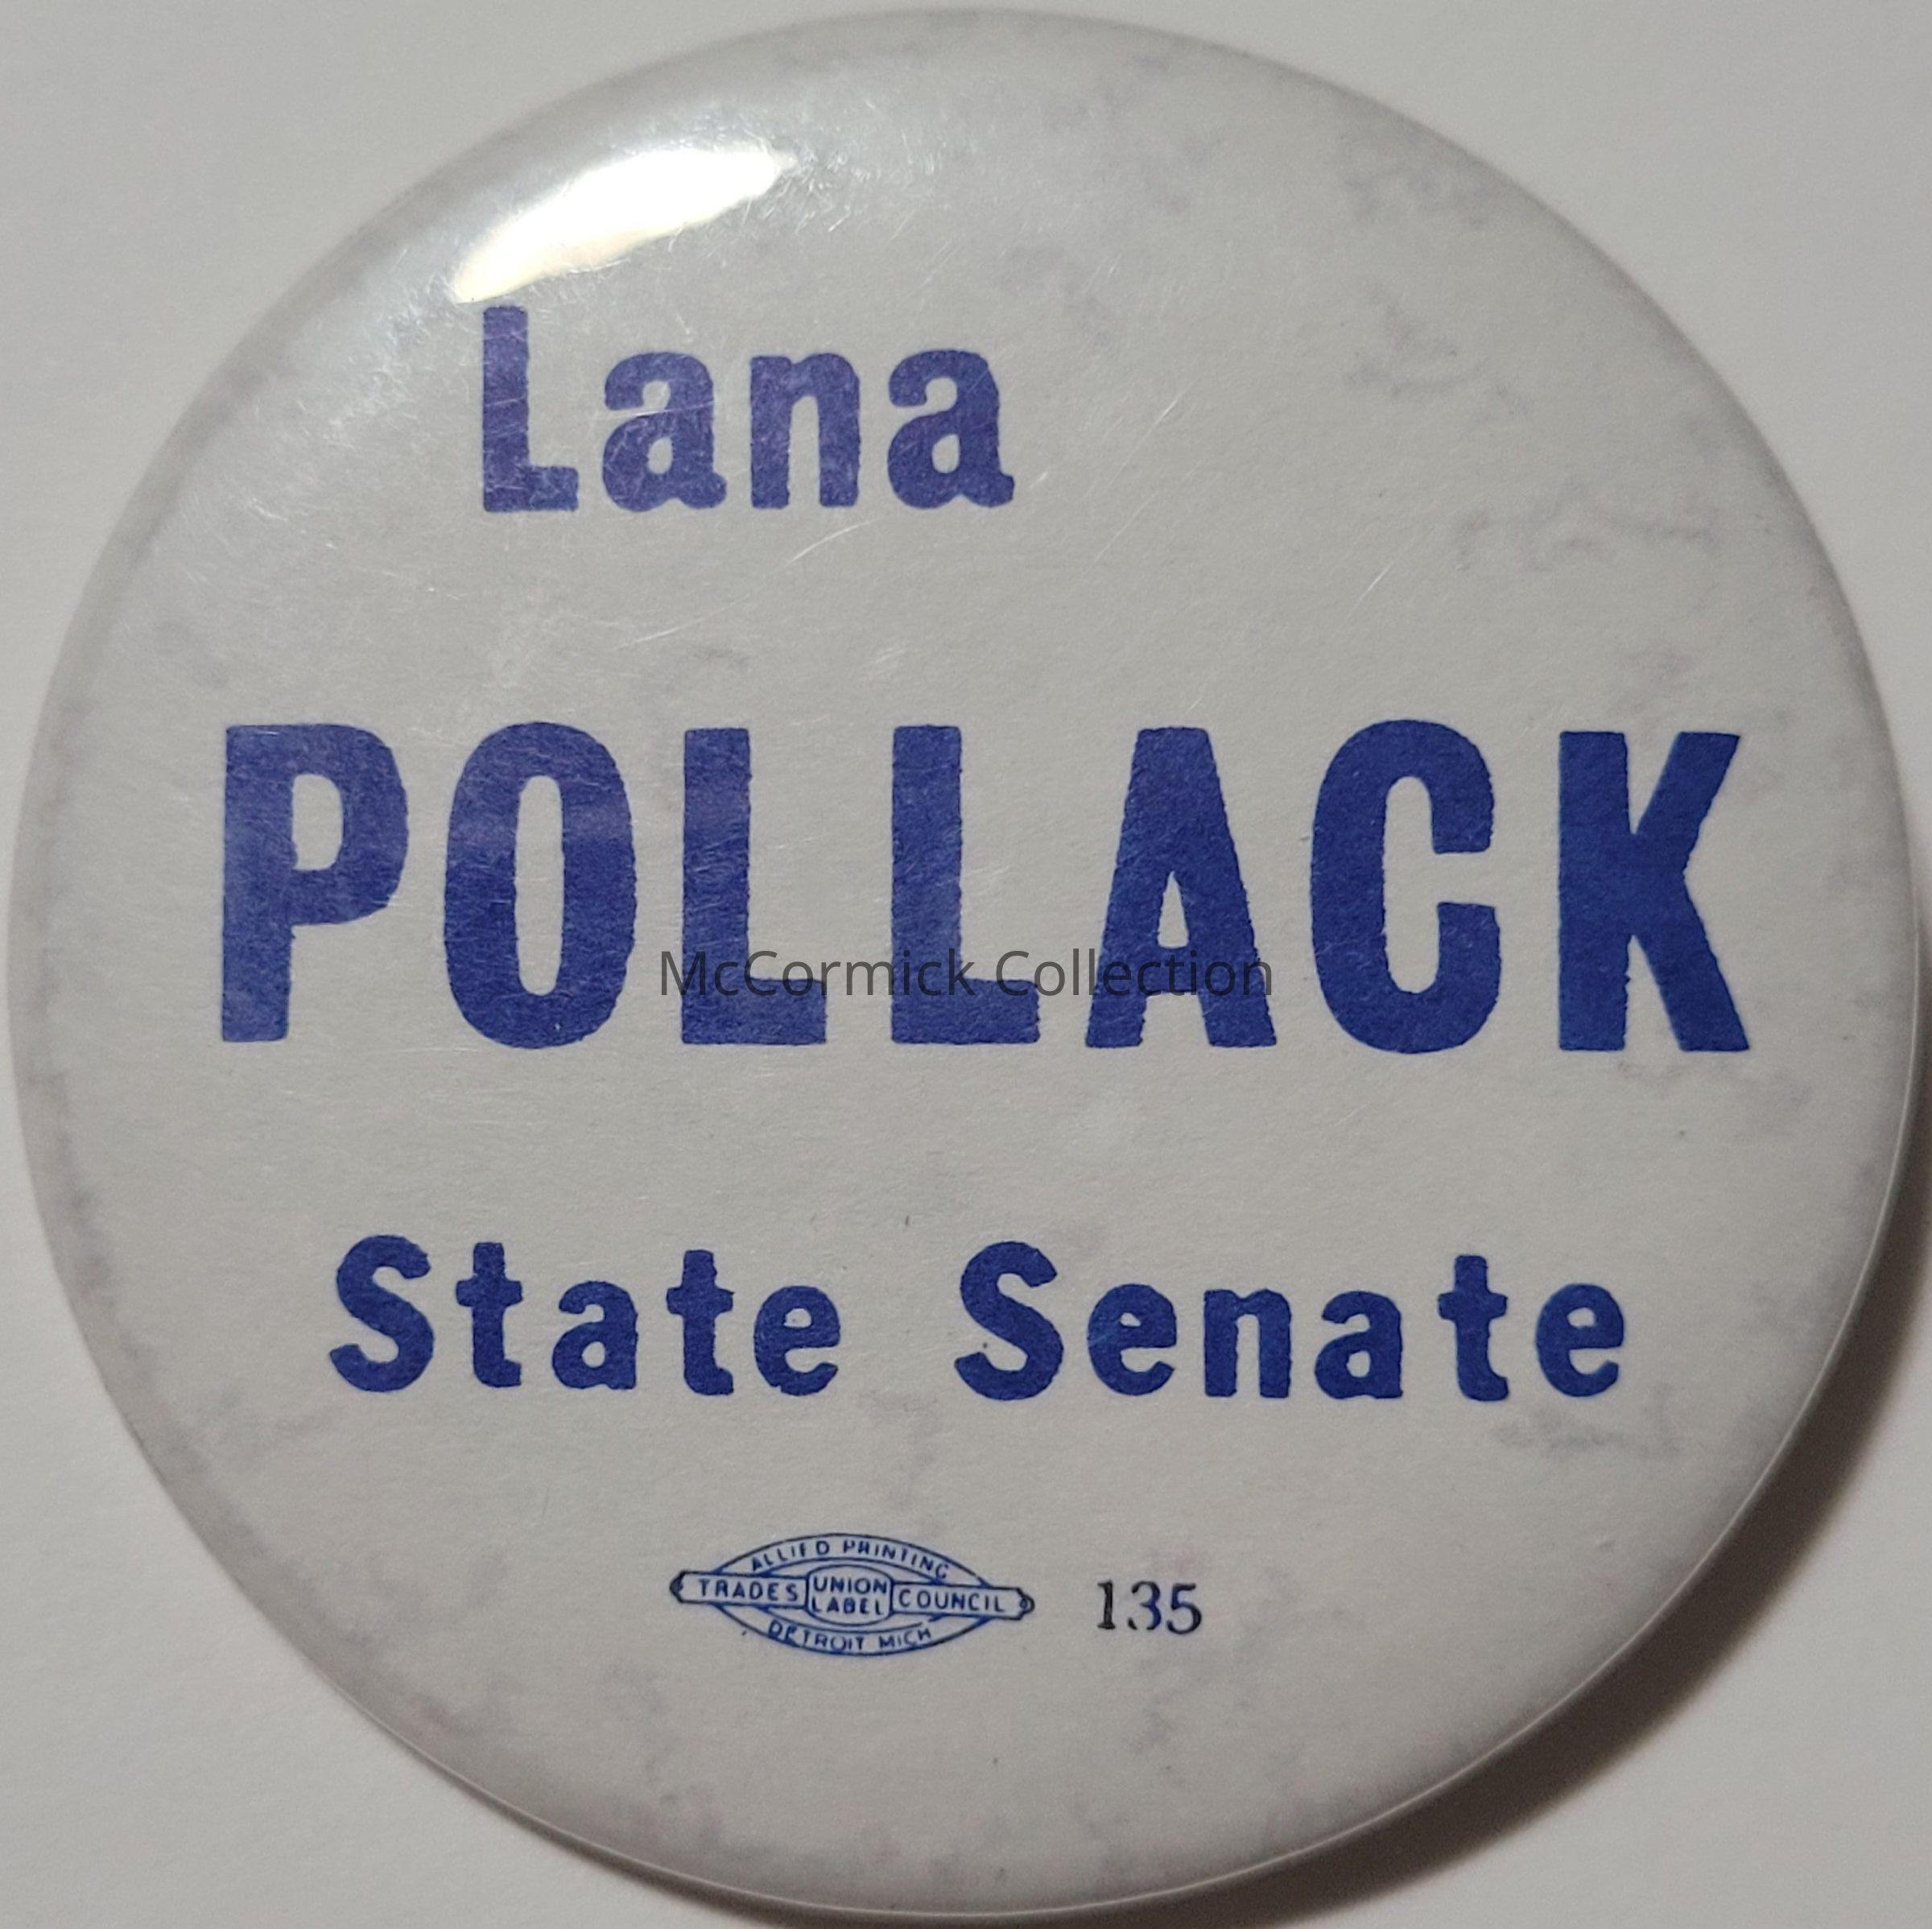 Lana
POLLACK
McCormick Collection
State Senate
ALLIED PRINTING
TRADES UNION LABEL COUNCIL
DETROIT MICH
135